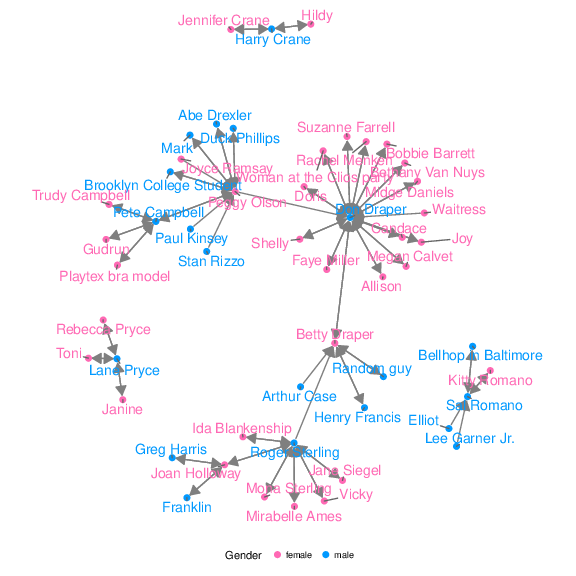 Jennifer Crane
Hildy
Harry Crane
Abe Drexler
Duck Phillips
Mark
Suzanne Farrell
Rachel Menken
Bobbie Barrett
Joyce Ramsay
Woman at the Clios party
Bethany Van Nuys
Brooklyn College Student
Midge Daniels
Trudy Campbell
Doris
Peggy Olson
Pete Campbell
Don Draper
Waitress
Candace
Paul Kinsey
Shelly
Joy
Gudrun
Stan Rizzo
Faye Miller
Megan Calvet
Playtex bra model
Allison
Rebecca Pryce
Betty Draper
Toni
Lane Pryce
Random guy
Bellhop in Baltimore
Kitty Romano
Arthur Case
Sal Romano
Janine
Henry Francis
Elliot
Ida Blankenship
Lee Garner Jr.
Greg Harris
Roger Sterling
Joan Holloway
Jane Siegel
Mona Sterling
Vicky
Franklin
Mirabelle Ames
Gender
female
male